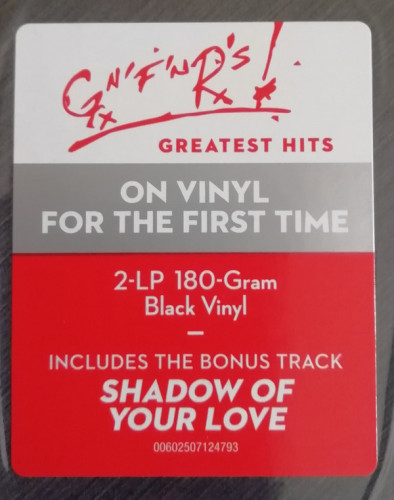 G N' F' N R's!
GREATEST HITS
ON VINYL
FOR THE FIRST TIME
2-LP 180-Gram
Black Vinyl
–
INCLUDES THE BONUS TRACK
SHADOW OF
YOUR LOVE
00602507124793